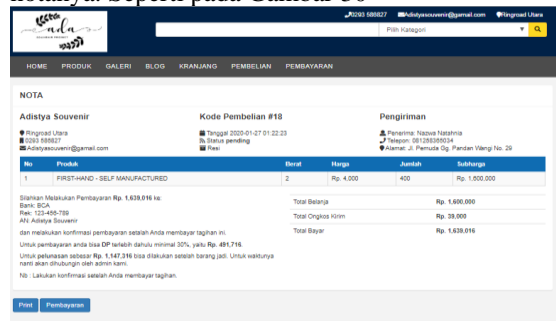 notanya. Seperti pada Gambar 30
0293 586827 Adistyasouvenir@gamail.com Ringroad Utara
ada
Pilih Kategori
HOME PRODUK GALERI BLOG KRANJANG PEMBELIAN PEMBAYARAN
NOTA
Adistya Souvenir Kode Pembelian #18 Pengiriman
Ringroad Utara Tanggal 2020-01-27 01:22:23 Penerima: Nazwa Natahnia
0293 586827 Status pending Telepon: 081288365034
Adistyasouvenir@gamail.com Resi Alamat: Jl. Pemuda Gg. Pandan Wangi No. 29
No Produk Berat Harga Jumlah Subharga
1 FIRST-HAND - SELF MANUFACTURED 2 Rp. 4,000 400 Rp. 1,600,000
Silahkan Melakukan Pembayaran Rp. 1,639,016 ke: Total Belanja Rp. 1,600,000
Bank: BCA
Rek: 123-456-789 Total Ongkos Kirim Rp. 39,000
AN: Adistya Souvenir
dan melakukan konfirmasi pembayaran setelah Anda membayar tagihan ini. Total Bayar Rp. 1,639,016
Untuk pembayaran anda bisa DP terlebih dahulu minimal 30%, yaitu Rp. 491,716.
Untuk pelunasan sebesar Rp. 1,147,316 bisa dilakukan setelah barang jadi. Untuk waktunya
nanti akan dihubungin oleh admin kami.
Nb : Lakukan konfirmasi setelah Anda membayar tagihan.
Print Pembayaran